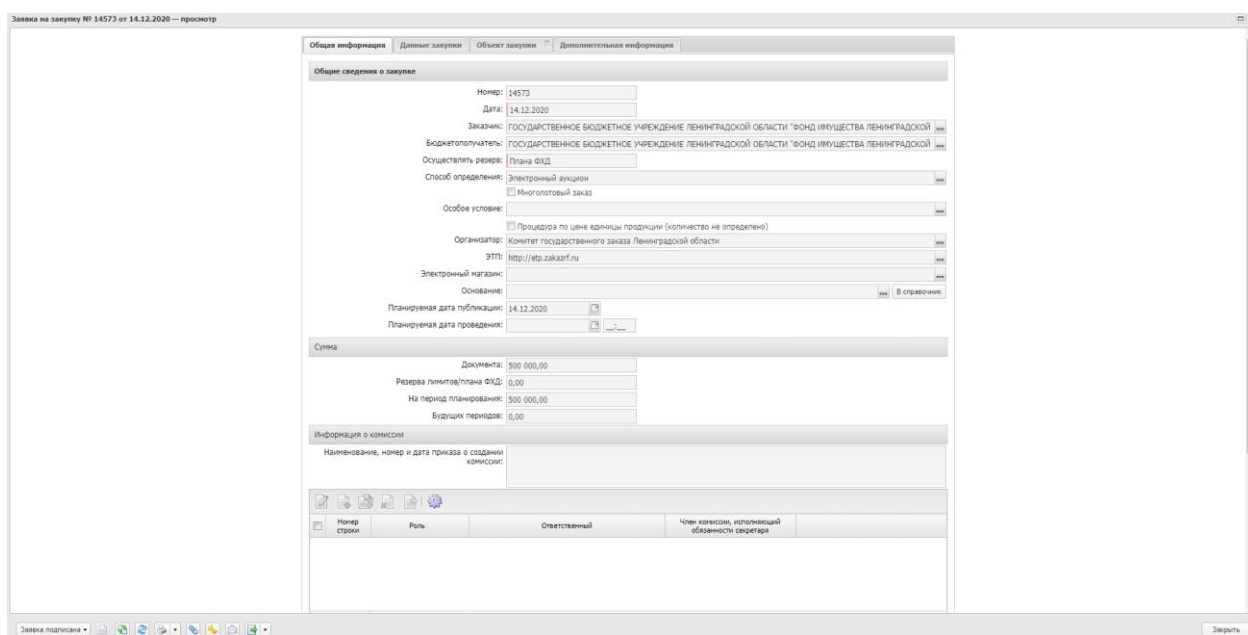 Заявка на закупку № 14573 от 14.12.2020 — просмотр
Общая информация Данные закупки Объект закупки Дополнительная информация
Общие сведения о закупке
Номер: 14573
Дата: 14.12.2020
Заказчик: ГОСУДАРСТВЕННОЕ БЮДЖЕТНОЕ УЧРЕЖДЕНИЕ ЛЕНИНГРАДСКОЙ ОБЛАСТИ "ФОНД ИМУЩЕСТВА ЛЕНИНГРАДСКОЙ ...
Бюджетополучатель: ГОСУДАРСТВЕННОЕ БЮДЖЕТНОЕ УЧРЕЖДЕНИЕ ЛЕНИНГРАДСКОЙ ОБЛАСТИ "ФОНД ИМУЩЕСТВА ЛЕНИНГРАДСКОЙ ...
Осуществлять резерв: Плана ФХД
Способ определения: Электронный аукцион ...
Многолотовый заказ
Особое условие: ...
Процедура по цене единицы продукции (количество не определено)
Организатор: Комитет государственного заказа Ленинградской области ...
ЭТП: http://etp.zakazrf.ru ...
Электронный магазин: ...
Основание: ... В справочник
Планируемая дата публикации: 14.12.2020
Планируемая дата проведения: __:__
Сумма
Документа: 500 000,00
Резерва лимитов/плана ФХД: 0,00
На период планирования: 500 000,00
Будущих периодов: 0,00
Информация о комиссии
Наименование, номер и дата приказа о создании
комиссии:
Номер строки Роль Ответственный Член комиссии, исполняющий обязанности секретаря
Заявка подписана Закрыть